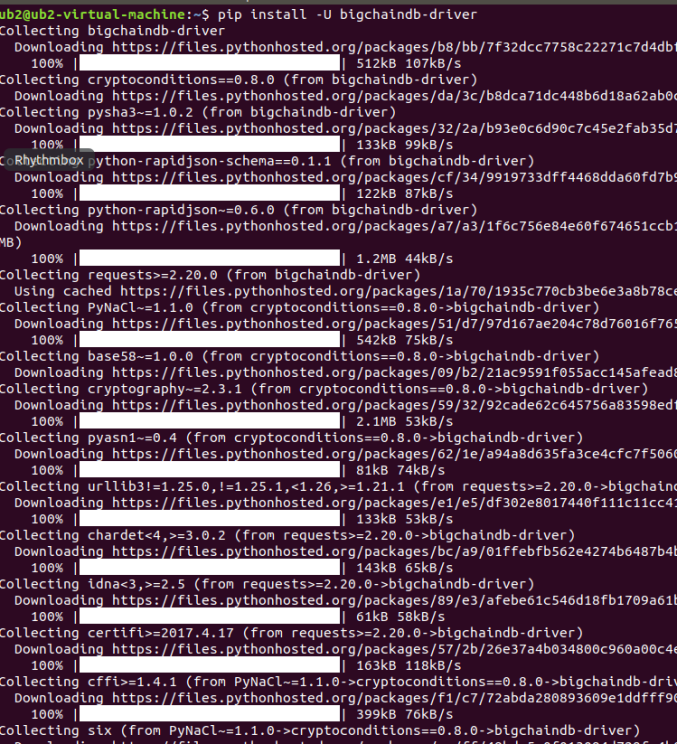 ub2@ub2-virtual-machine:~$ pip install -U bigchaindb-driver
Collecting bigchaindb-driver
Downloading https://files.pythonhosted.org/packages/b8/bb/7f32dcc7758c22271c7d4dbf
100% | | 512kB 107kB/s
Collecting cryptoconditions==0.8.0 (from bigchaindb-driver)
Downloading https://files.pythonhosted.org/packages/da/3c/b8dca71dc448b6d18a62ab0c
Collecting pysha3~=1.0.2 (from bigchaindb-driver)
Downloading https://files.pythonhosted.org/packages/32/2a/b93e0c6d90c7c45e2fab35d7
100% | | 133kB 99kB/s
Rhythmbox python-rapidjson-schema==0.1.1 (from bigchaindb-driver)
Downloading https://files.pythonhosted.org/packages/cf/34/9919733dff4468dda60fd7b9
100% | | 122kB 87kB/s
Collecting python-rapidjson~=0.6.0 (from bigchaindb-driver)
Downloading https://files.pythonhosted.org/packages/a7/a3/1f6c756e84e60f674651ccb1
MB)
100% | | 1.2MB 44kB/s
Collecting requests>=2.20.0 (from bigchaindb-driver)
Using cached https://files.pythonhosted.org/packages/1a/70/1935c770cb3be6e3a8b78ce
Collecting PyNaCl~=1.1.0 (from cryptoconditions==0.8.0->bigchaindb-driver)
Downloading https://files.pythonhosted.org/packages/51/d7/97d167ae204c78d76016f765
100% | | 542kB 75kB/s
Collecting base58~=1.0.0 (from cryptoconditions==0.8.0->bigchaindb-driver)
Downloading https://files.pythonhosted.org/packages/09/b2/21ac9591f055acc145afead8
Collecting cryptography~=2.3.1 (from cryptoconditions==0.8.0->bigchaindb-driver)
Downloading https://files.pythonhosted.org/packages/59/32/92cade62c645756a83598edf
100% | | 2.1MB 53kB/s
Collecting pyasn1~=0.4 (from cryptoconditions==0.8.0->bigchaindb-driver)
Downloading https://files.pythonhosted.org/packages/62/1e/a94a8d635fa3ce4cfc7f5060
100% | | 81kB 74kB/s
Collecting urllib3!=1.25.0,!=1.25.1,<1.26,>=1.21.1 (from requests>=2.20.0->bigchaind
Downloading https://files.pythonhosted.org/packages/e1/e5/df302e8017440f111c11cc41
100% | | 133kB 53kB/s
Collecting chardet<4,>=3.0.2 (from requests>=2.20.0->bigchaindb-driver)
Downloading https://files.pythonhosted.org/packages/bc/a9/01ffebfb562e4274b6487b4b
100% | | 143kB 65kB/s
Collecting idna<3,>=2.5 (from requests>=2.20.0->bigchaindb-driver)
Downloading https://files.pythonhosted.org/packages/89/e3/afebe61c546d18fb1709a61b
100% | | 61kB 58kB/s
Collecting certifi>=2017.4.17 (from requests>=2.20.0->bigchaindb-driver)
Downloading https://files.pythonhosted.org/packages/57/2b/26e37a4b034800c960a00c4e
100% | | 163kB 118kB/s
Collecting cffi>=1.4.1 (from PyNaCl~=1.1.0->cryptoconditions==0.8.0->bigchaindb-driv
Downloading https://files.pythonhosted.org/packages/f1/c7/72abda280893609e1ddfff90
100% | | 399kB 76kB/s
Collecting six (from PyNaCl~=1.1.0->cryptoconditions==0.8.0->bigchaindb-driver)